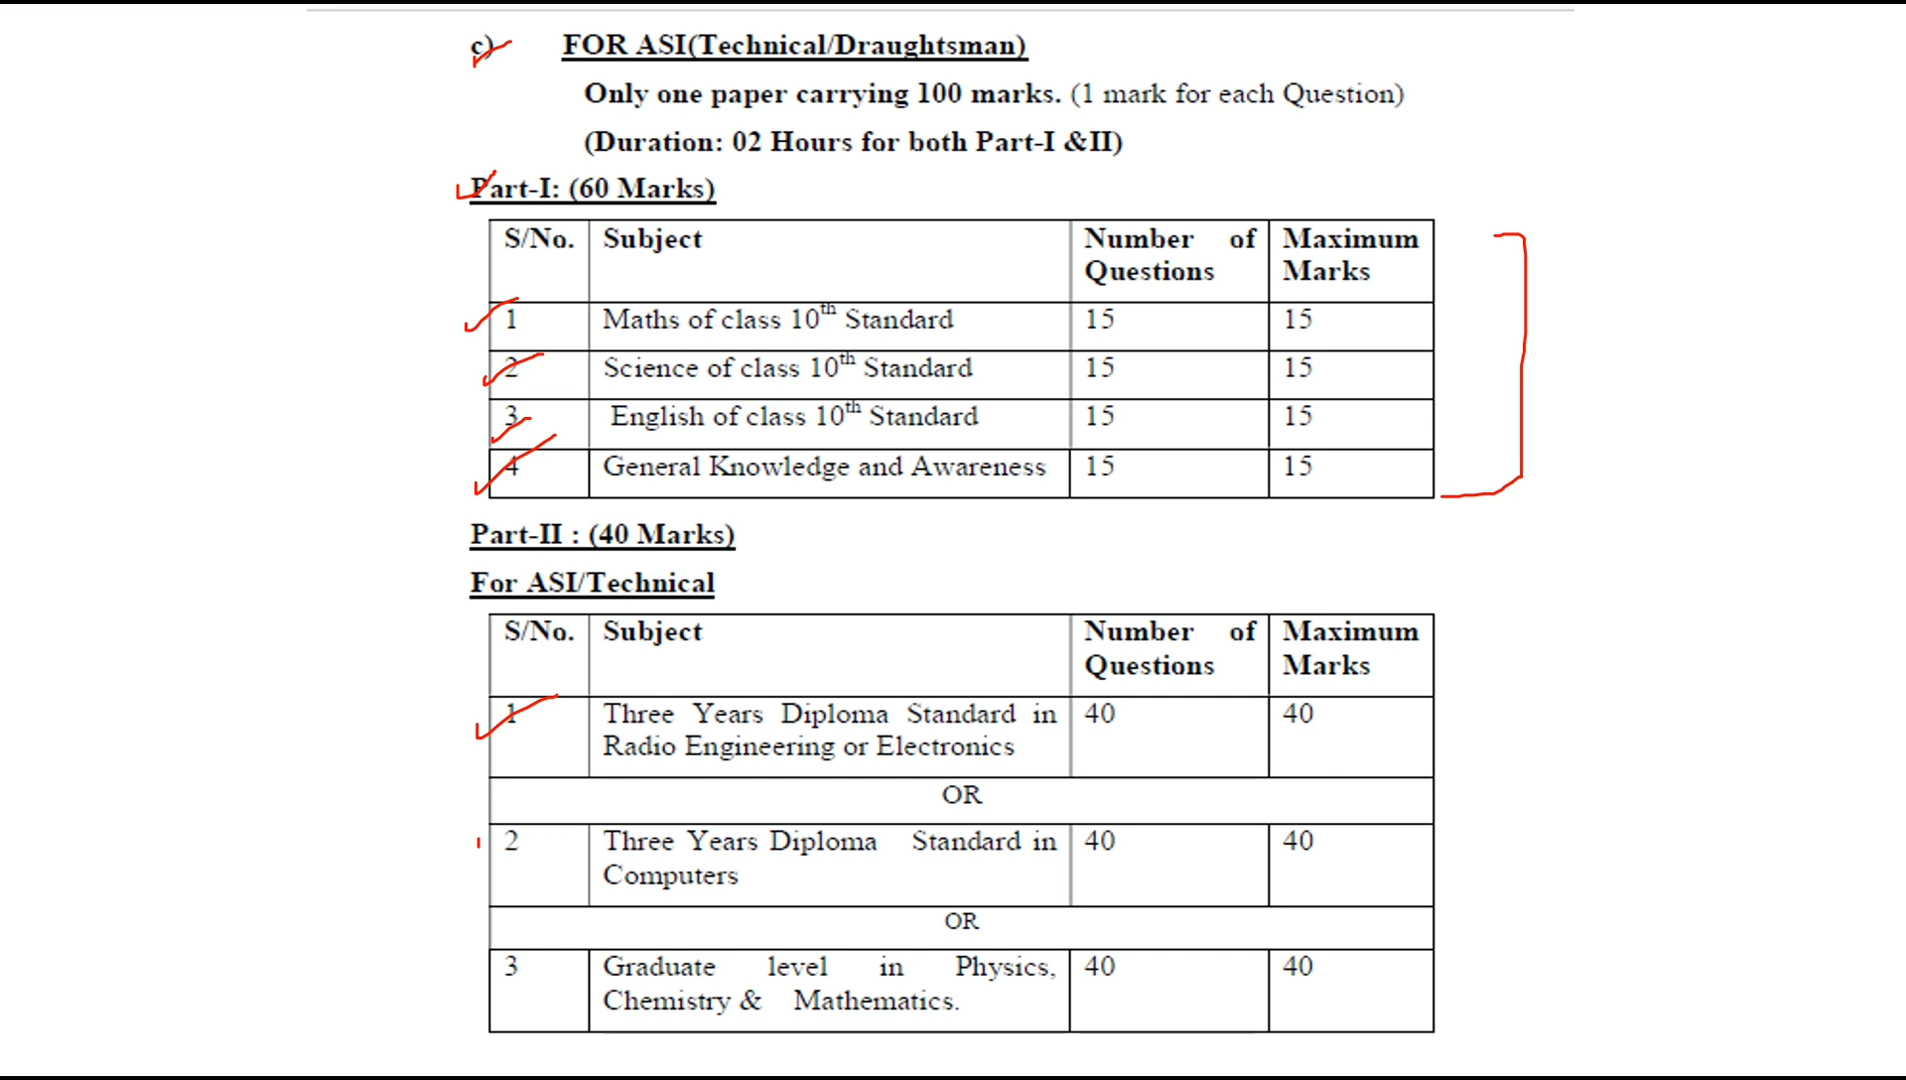 c) FOR ASI(Technical/Draughtsman)
Only one paper carrying 100 marks. (1 mark for each Question)
(Duration: 02 Hours for both Part-I &II)
Part-I: (60 Marks)
S/No. Subject Number of Questions Maximum Marks
1 Maths of class 10th Standard 15 15
2 Science of class 10th Standard 15 15
3 English of class 10th Standard 15 15
4 General Knowledge and Awareness 15 15
Part-II : (40 Marks)
For ASI/Technical
S/No. Subject Number of Questions Maximum Marks
1 Three Years Diploma Standard in 40 40
Radio Engineering or Electronics
OR
2 Three Years Diploma Standard in 40 40
Computers
OR
3 Graduate level in Physics, 40 40
Chemistry & Mathematics.